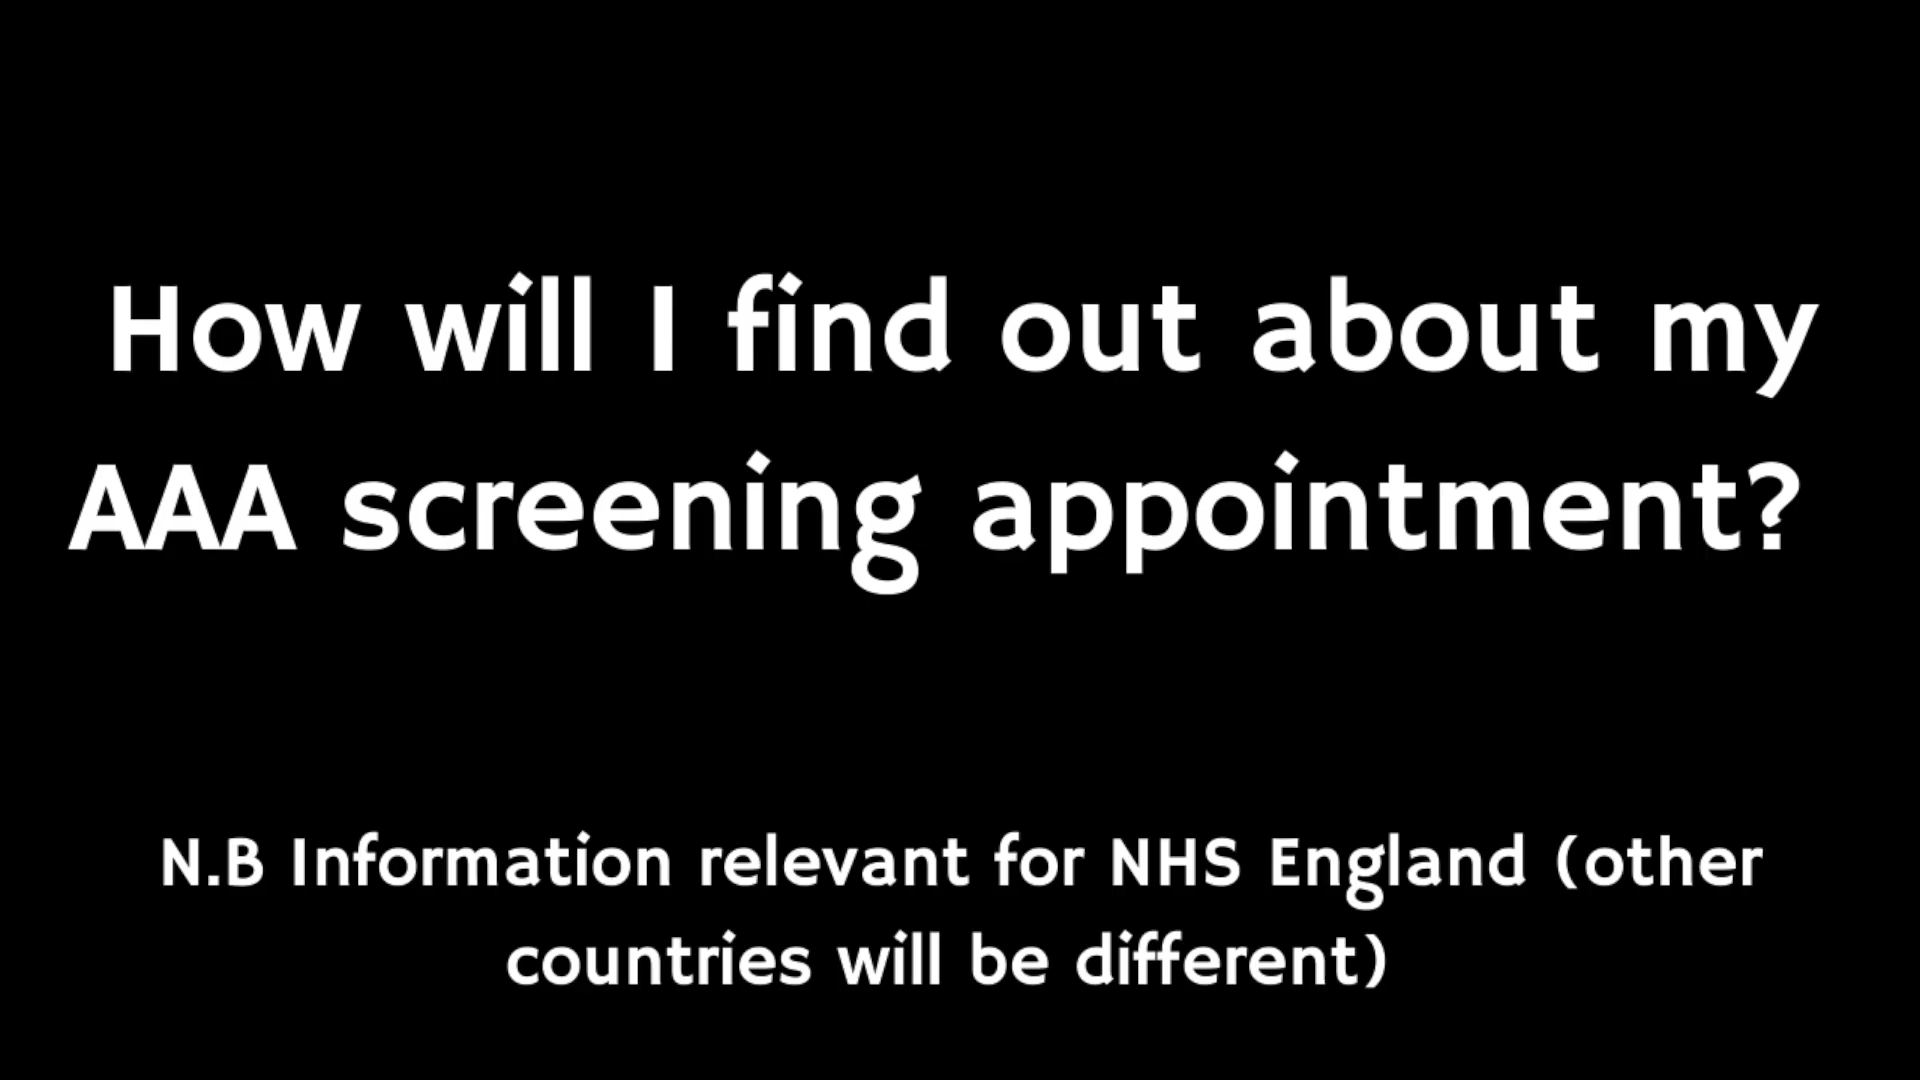 How will I find out about my
AAA screening appointment?
N.B Information relevant for NHS England (other
countries will be different)